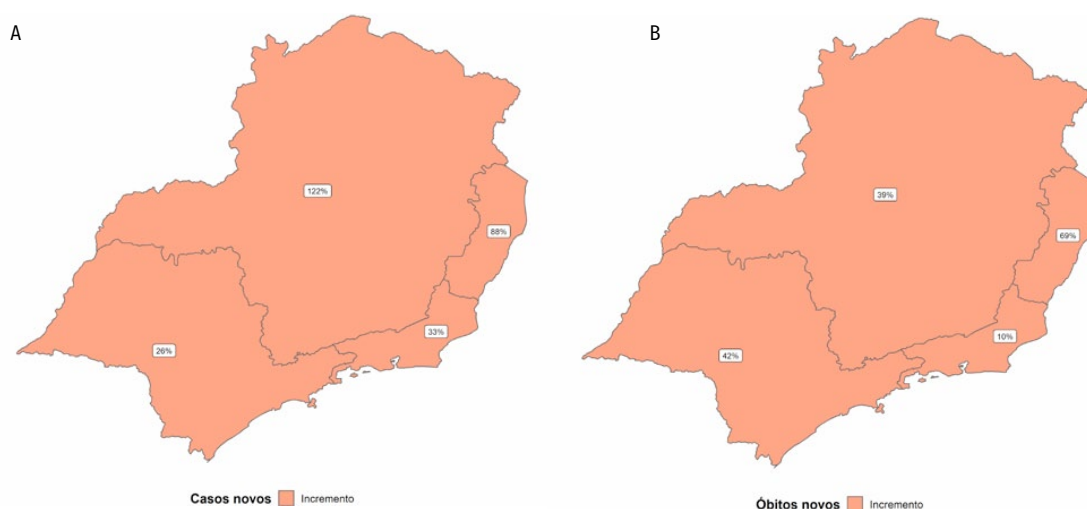 A
122%
88%
33%
26%
Casos novos Incremento
B
39%
69%
10%
42%
Óbitos novos Incremento